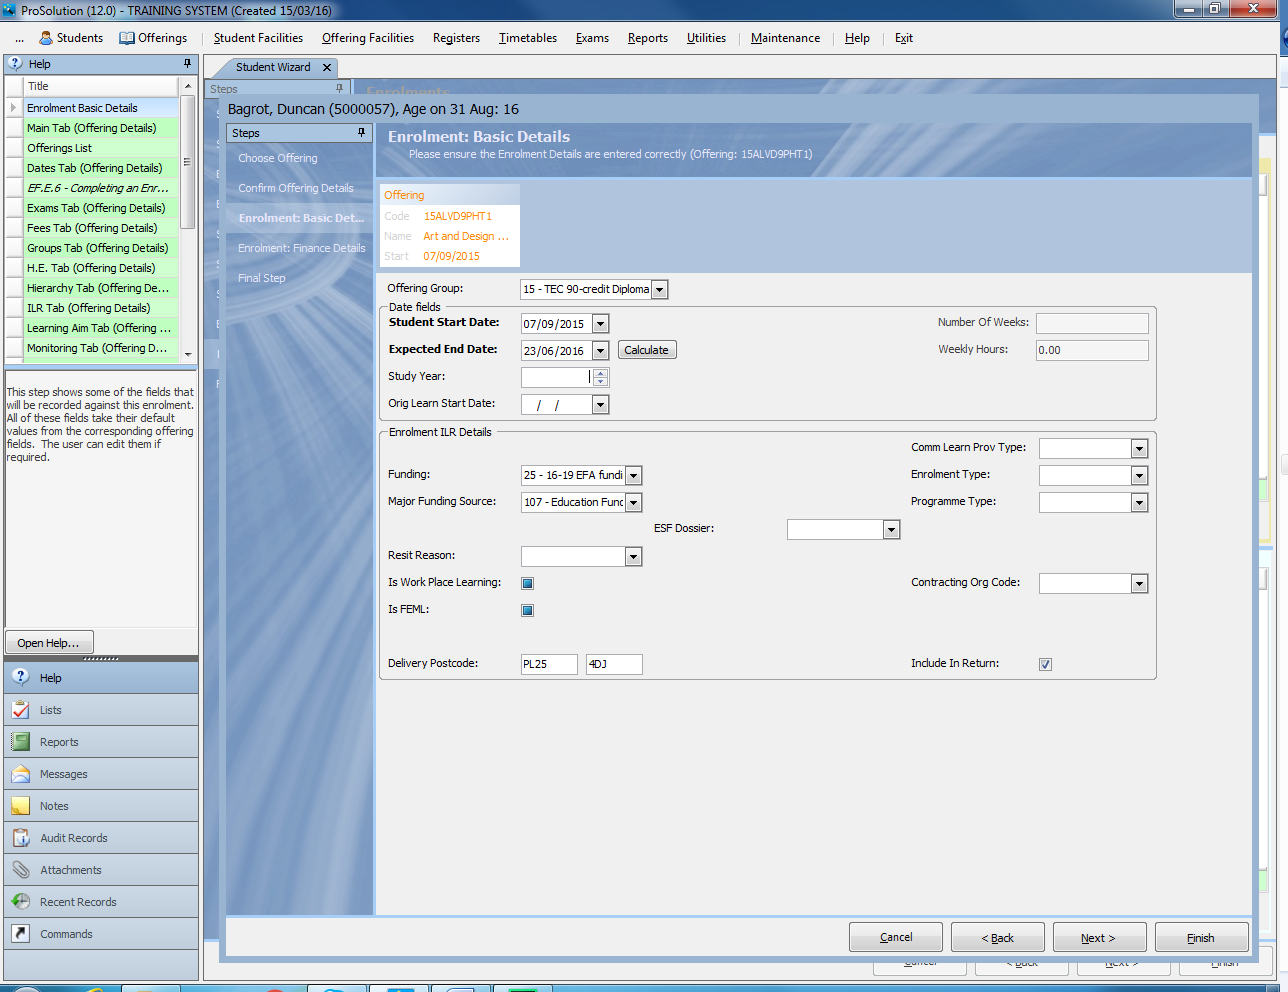 ProSolution (12.0) - TRAINING SYSTEM (Created 15/03/16)
... Students Offerings Student Facilities Offering Facilities Registers Timetables Exams Reports Utilities Maintenance Help Exit
Help
Title
Enrolment Basic Details
Main Tab (Offering Details)
Offerings List
Dates Tab (Offering Details)
EF.E.6 - Completing an Enr...
Exams Tab (Offering Details)
Fees Tab (Offering Details)
Groups Tab (Offering Details)
H.E. Tab (Offering Details)
Hierarchy Tab (Offering De...
ILR Tab (Offering Details)
Learning Aim Tab (Offering ...
Monitoring Tab (Offering D...
This step shows some of the fields that
will be recorded against this enrolment.
All of these fields take their default
values from the corresponding offering
fields. The user can edit them if
required.
Open Help...
Help
Lists
Reports
Messages
Notes
Audit Records
Attachments
Recent Records
Commands
Student Wizard
Steps
Enrolments
Bagrot, Duncan (5000057), Age on 31 Aug: 16
Steps
Choose Offering
Confirm Offering Details
Enrolment: Basic Det...
Enrolment: Finance Details
Final Step
Enrolment: Basic Details
Please ensure the Enrolment Details are entered correctly (Offering: 15ALVD9PHT1)
Offering
Code 15ALVD9PHT1
Name Art and Design ...
Start 07/09/2015
Offering Group: 15 - TEC 90-credit Diploma
Date fields
Student Start Date: 07/09/2015 Number Of Weeks:
Expected End Date: 23/06/2016 Calculate Weekly Hours: 0.00
Study Year:
Orig Learn Start Date: / /
Enrolment ILR Details
Comm Learn Prov Type:
Funding: 25 - 16-19 EFA fundi Enrolment Type:
Major Funding Source: 107 - Education Func Programme Type:
ESF Dossier:
Resit Reason:
Is Work Place Learning: Contracting Org Code:
Is FEML:
Delivery Postcode: PL25 4DJ Include In Return:
Cancel < Back Next > Finish
Cancel < Back Next > Finish